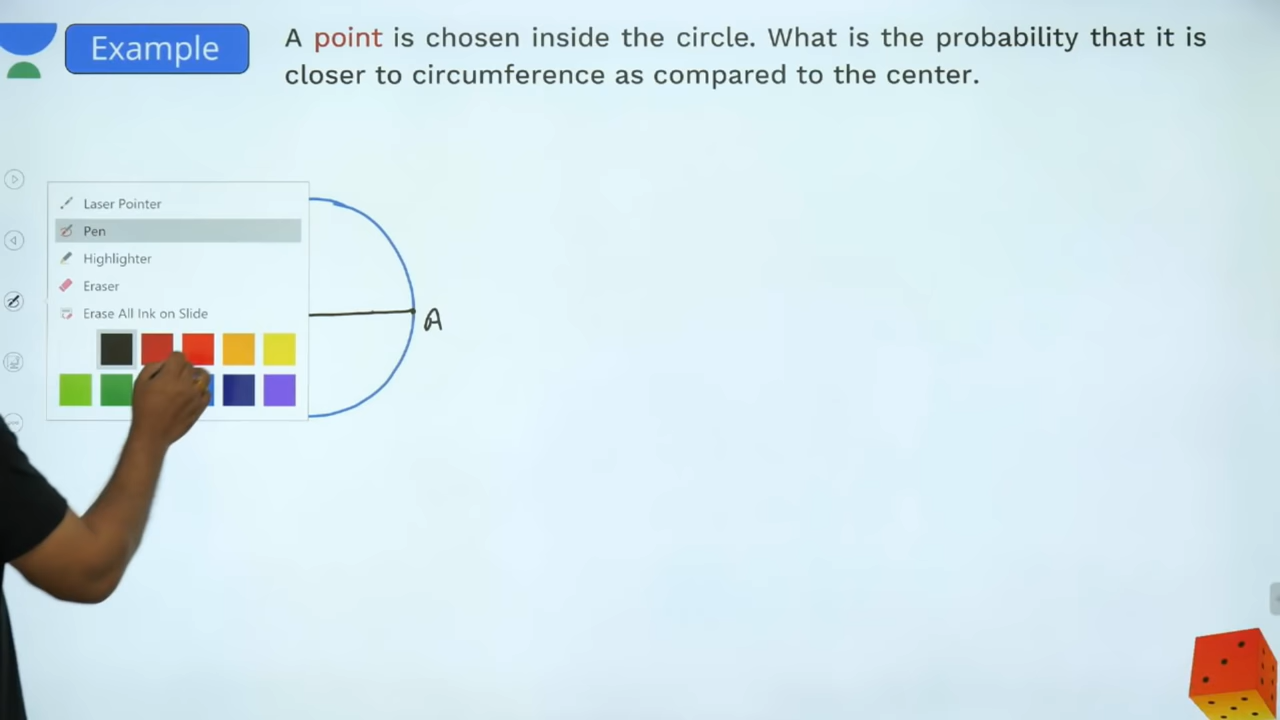 Example
A point is chosen inside the circle. What is the probability that it is
closer to circumference as compared to the center.
Laser Pointer
Pen
Highlighter
Eraser
Erase All Ink on Slide
A